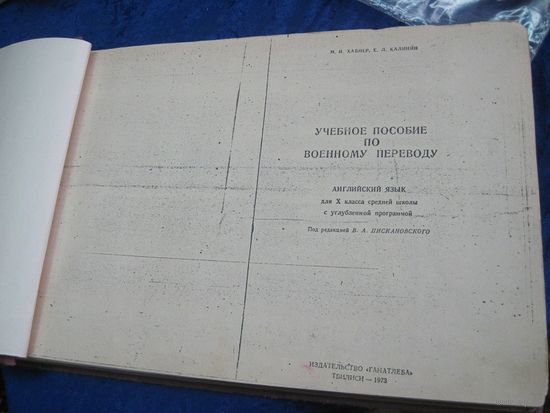 М. И. ХАБНЕР, Е. Л. КАЛИНИН
УЧЕБНОЕ ПОСОБИЕ
ПО
ВОЕННОМУ ПЕРЕВОДУ
АНГЛИЙСКИЙ ЯЗЫК
для X класса средней школы
с углубленной программой
Под редакцией В. А. ЦИСКАНОВСКОГО
ИЗДАТЕЛЬСТВО «ГАНАТЛЕБА»
ТБИЛИСИ — 1973